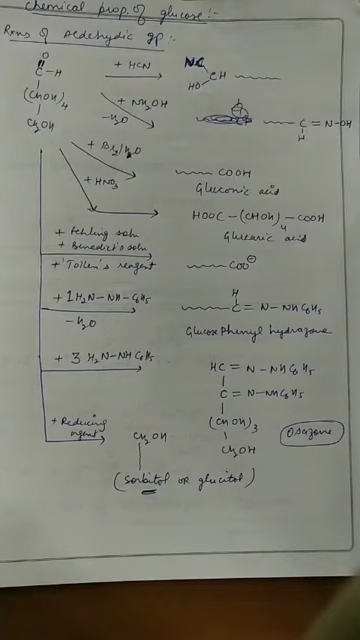 chemical prop. of glucose :-
Rxns of Aldehydic gp :-
O
C-H
(CHOH)4
CH2OH
+ HCN
NC
HO CH
+ NH2OH
-H2O
C = N-OH
H
+ Br2/H2O
COOH
Gluconic acid
+ HNO3
HOOC - (CHOH)4 - COOH
Glucaric acid
+ Fehling soln
+ Benedict's soln
+ Tollen's reagent
COO⊖
+ 1 H2N - NH - C6H5
-H2O
H
C = N - NHC6H5
Glucose Phenyl hydrazone
+ 3 H2N - NHC6H5
HC = N - NHC6H5
C = N - NHC6H5
(CHOH)3
CH2OH
Osazone
+ Reducing agent
CH2OH
(Sorbitol OR glucitol)